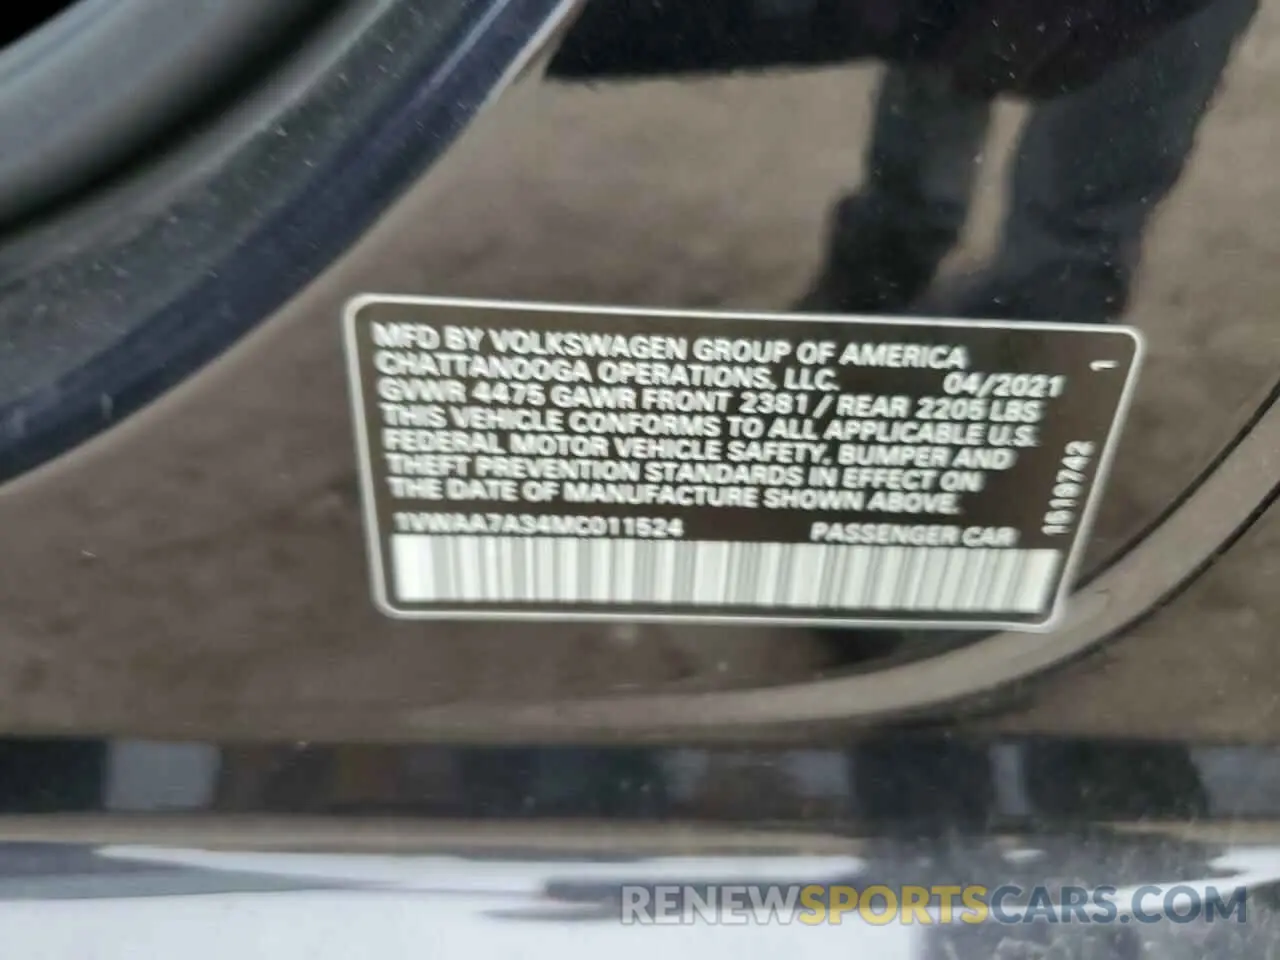 MFD BY VOLKSWAGEN GROUP OF AMERICA
CHATTANOOGA OPERATIONS, LLC. 04/2021
GVWR 4475 GAWR FRONT 2381 / REAR 2205 LBS
THIS VEHICLE CONFORMS TO ALL APPLICABLE U.S.
FEDERAL MOTOR VEHICLE SAFETY, BUMPER AND
THEFT PREVENTION STANDARDS IN EFFECT ON
THE DATE OF MANUFACTURE SHOWN ABOVE.
1VWAA7A34MC011524 PASSENGER CAR
1
RENEWSPORTSCARS.COM